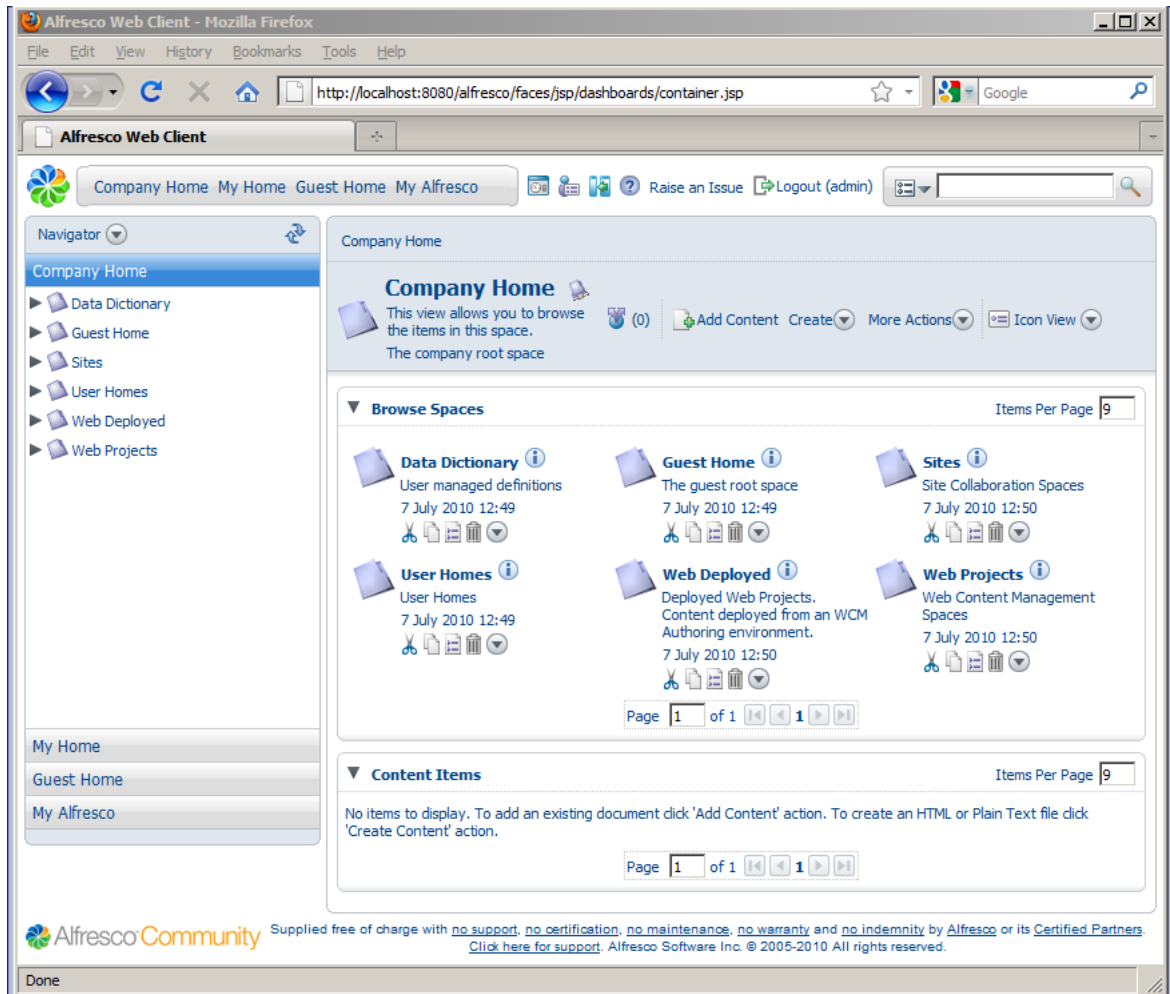 Alfresco Web Client - Mozilla Firefox
File Edit View History Bookmarks Tools Help
http://localhost:8080/alfresco/faces/jsp/dashboards/container.jsp
Google
Alfresco Web Client
Company Home My Home Guest Home My Alfresco
Raise an Issue Logout (admin)
Navigator
Company Home
Data Dictionary
Guest Home
Sites
User Homes
Web Deployed
Web Projects
My Home
Guest Home
My Alfresco
Company Home
Company Home
This view allows you to browse
the items in this space.
The company root space
(0) Add Content Create More Actions Icon View
Browse Spaces Items Per Page 9
Data Dictionary
User managed definitions
7 July 2010 12:49
Guest Home
The guest root space
7 July 2010 12:49
Sites
Site Collaboration Spaces
7 July 2010 12:50
User Homes
User Homes
7 July 2010 12:49
Web Deployed
Deployed Web Projects.
Content deployed from an WCM
Authoring environment.
7 July 2010 12:50
Web Projects
Web Content Management
Spaces
7 July 2010 12:50
Page 1 of 1 1
Content Items Items Per Page 9
No items to display. To add an existing document click 'Add Content' action. To create an HTML or Plain Text file click
'Create Content' action.
Page 1 of 1 1
Alfresco Community
Supplied free of charge with no support, no certification, no maintenance, no warranty and no indemnity by Alfresco or its Certified Partners.
Click here for support. Alfresco Software Inc. © 2005-2010 All rights reserved.
Done